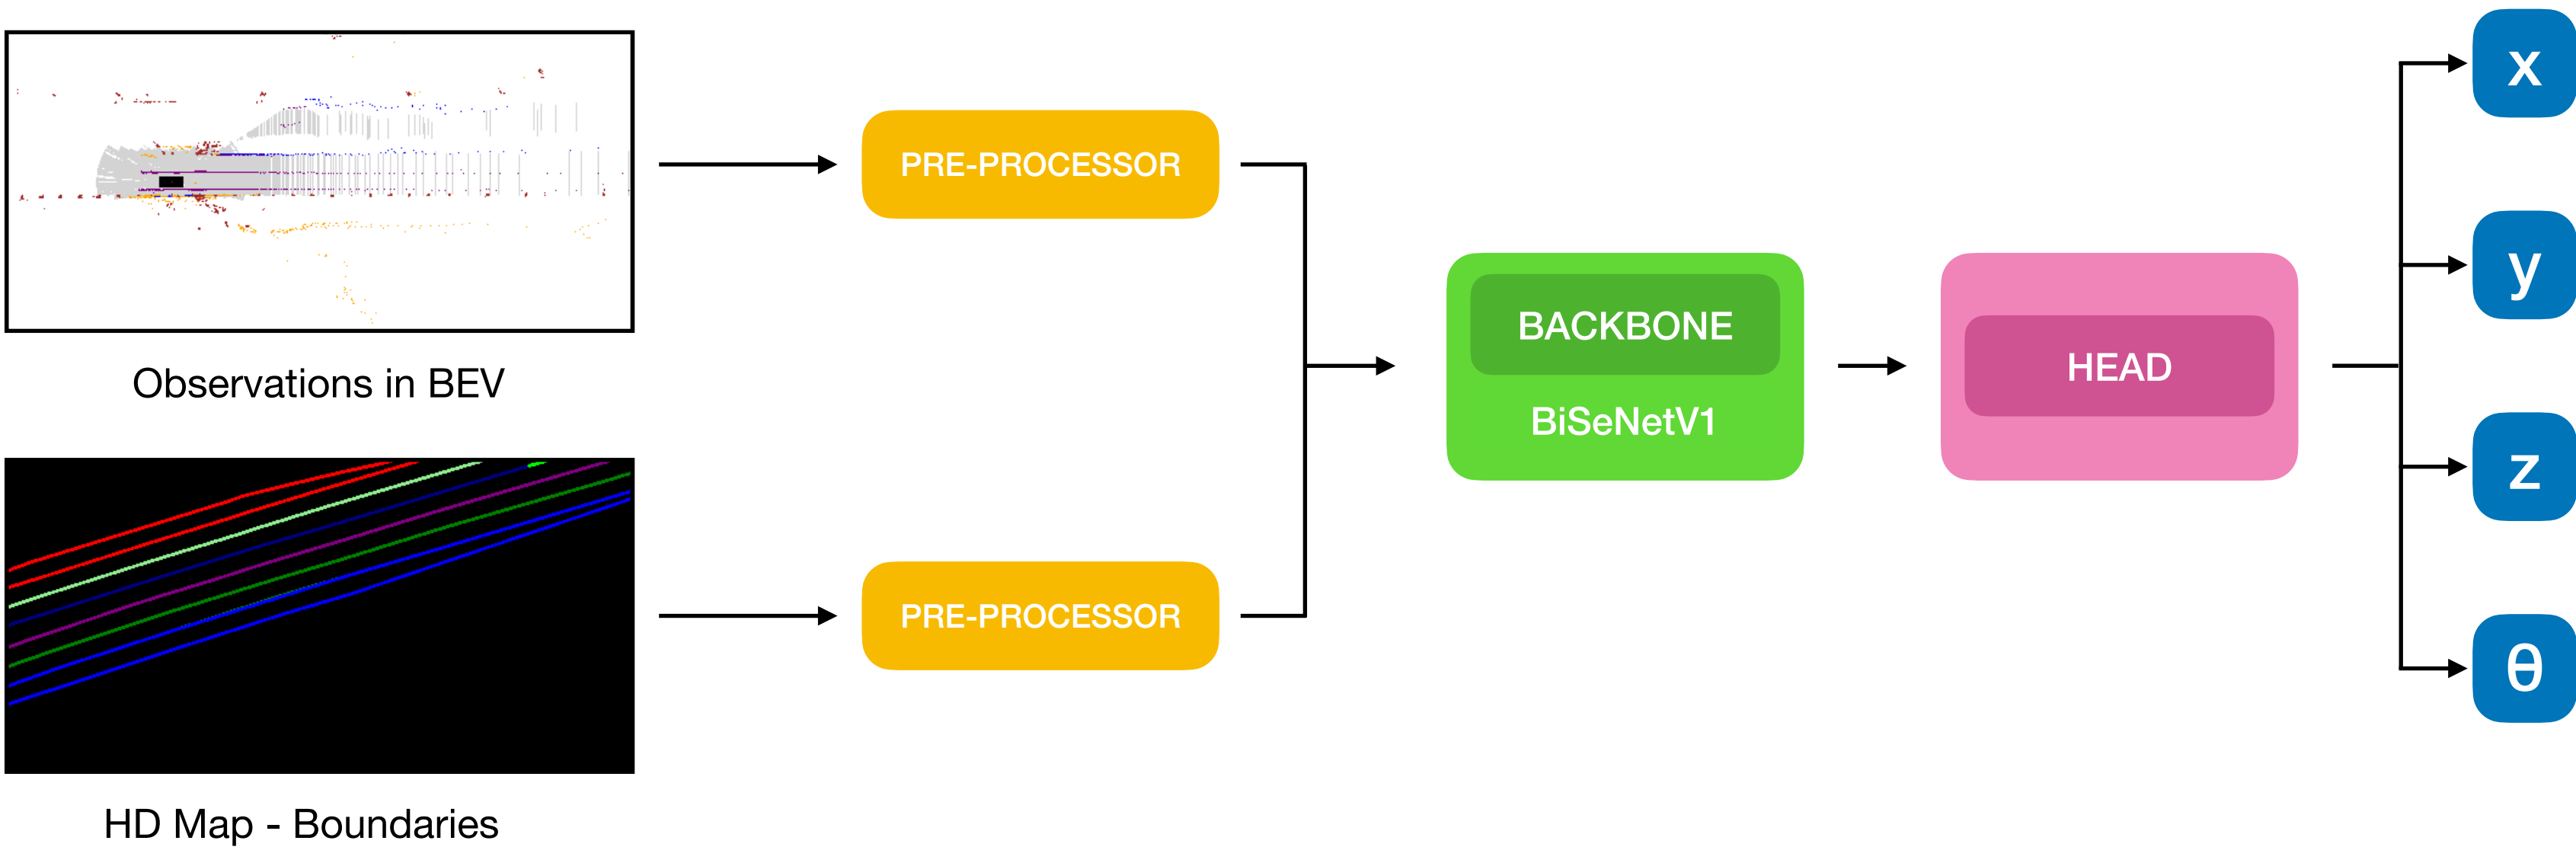 Observations in BEV
HD Map - Boundaries
PRE-PROCESSOR
PRE-PROCESSOR
BACKBONE
BiSeNetV1
HEAD
x
y
z
θ